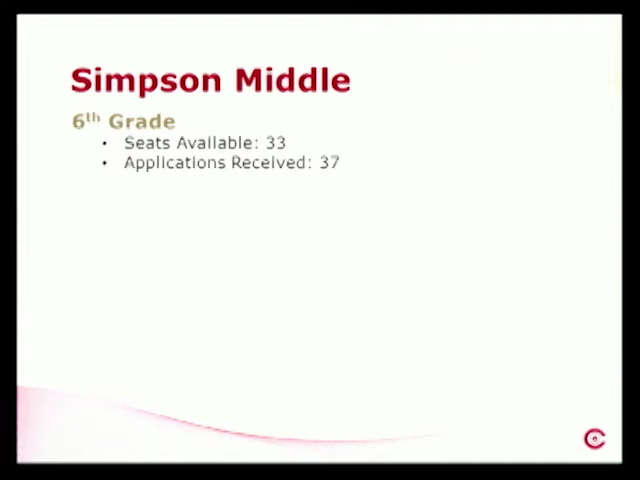 Simpson Middle
6th Grade
• Seats Available: 33
• Applications Received: 37